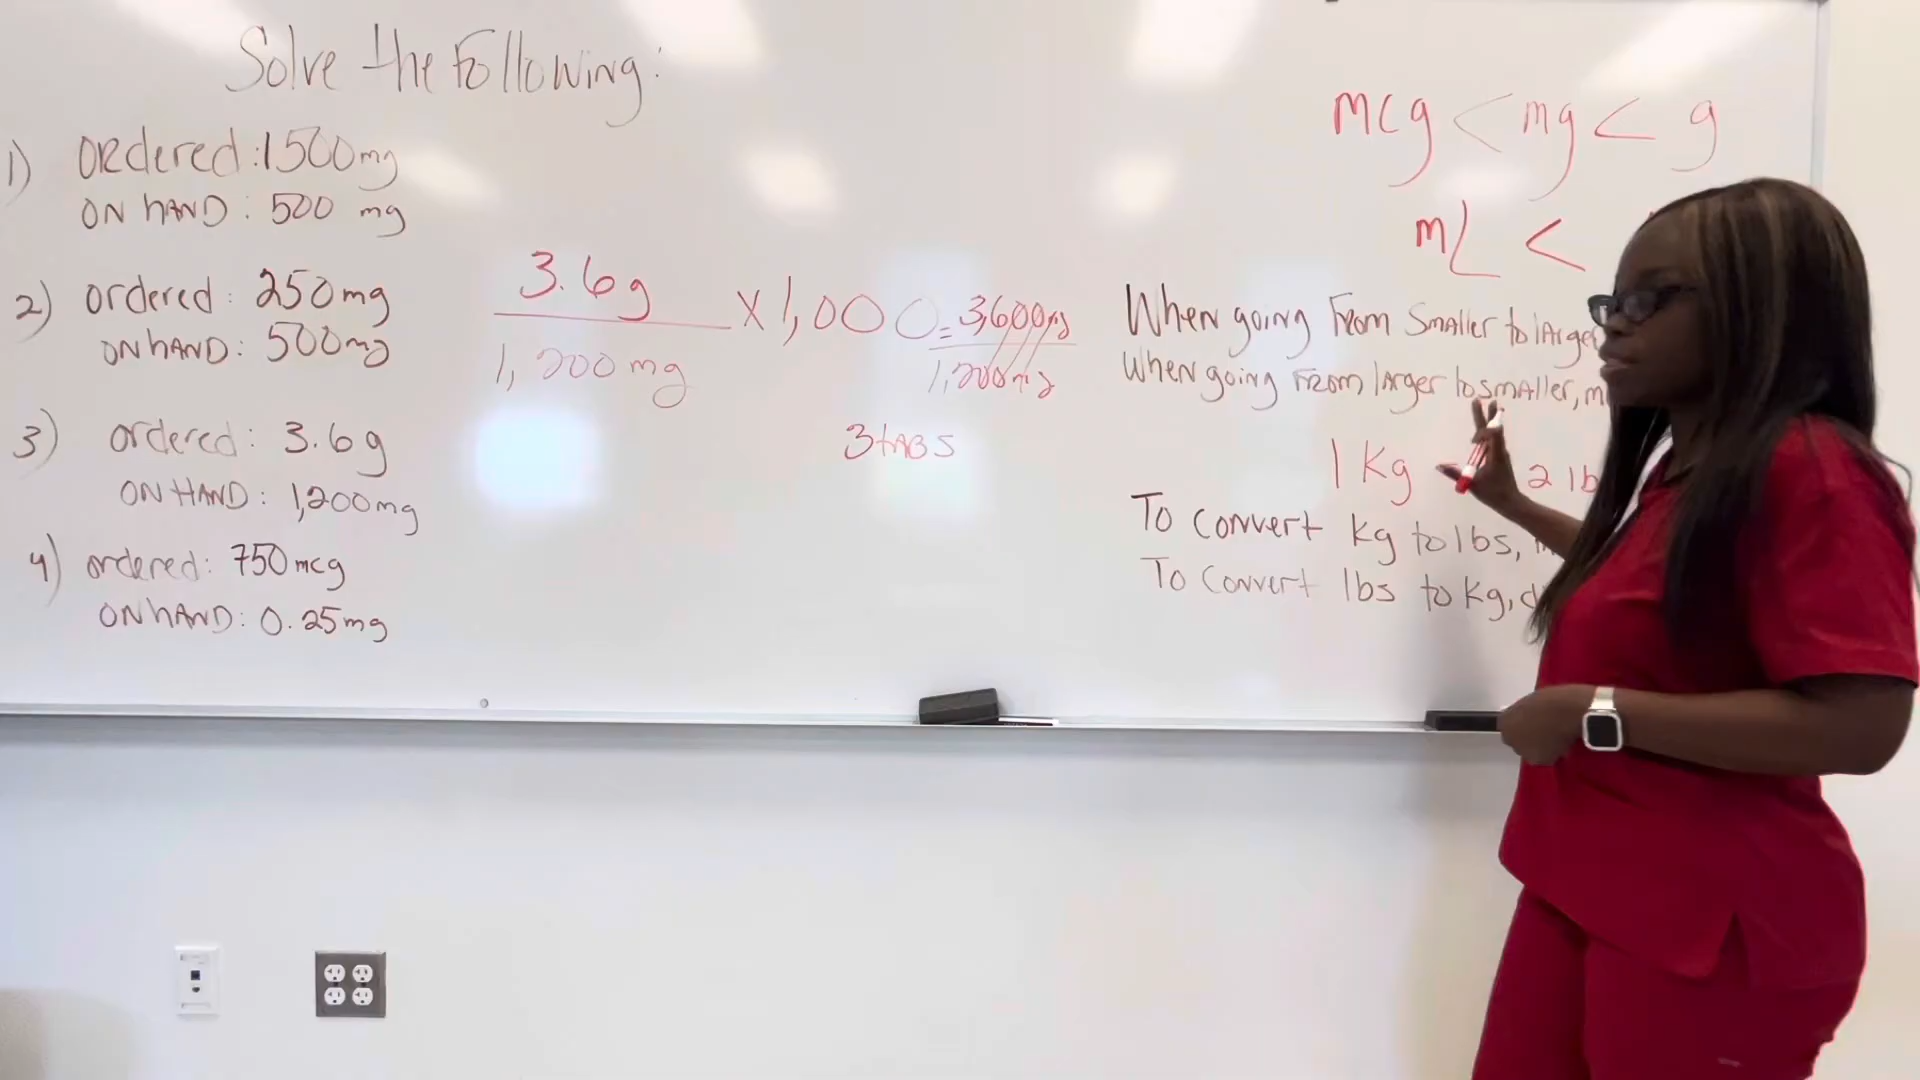 Solve the Following:
1) ORdered: 1500mg
ON HAND: 500 mg
2) ordered: 250mg
ON HAND: 500mg
3) ordered: 3.6g
ON HAND: 1,200mg
4) ordered: 750mcg
ON HAND: 0.25mg
3.6g
1,200mg
x 1,000 =
3,600mg
1,200mg
3 tABS
mcg < mg < g
mL <
When going From Smaller to larger
When going From larger to smaller,
1 Kg
2 lb
To Convert kg to lbs,
To Convert lbs to kg,